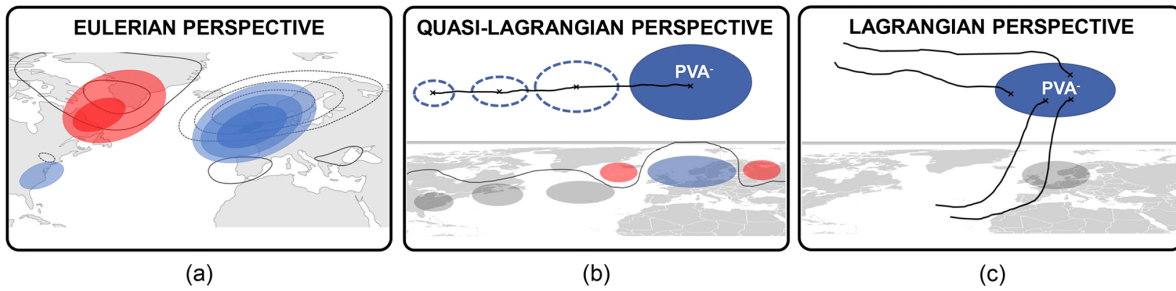 EULERIAN PERSPECTIVE
QUASI-LAGRANGIAN PERSPECTIVE
PVA⁻
LAGRANGIAN PERSPECTIVE
PVA⁻
(a)
(b)
(c)